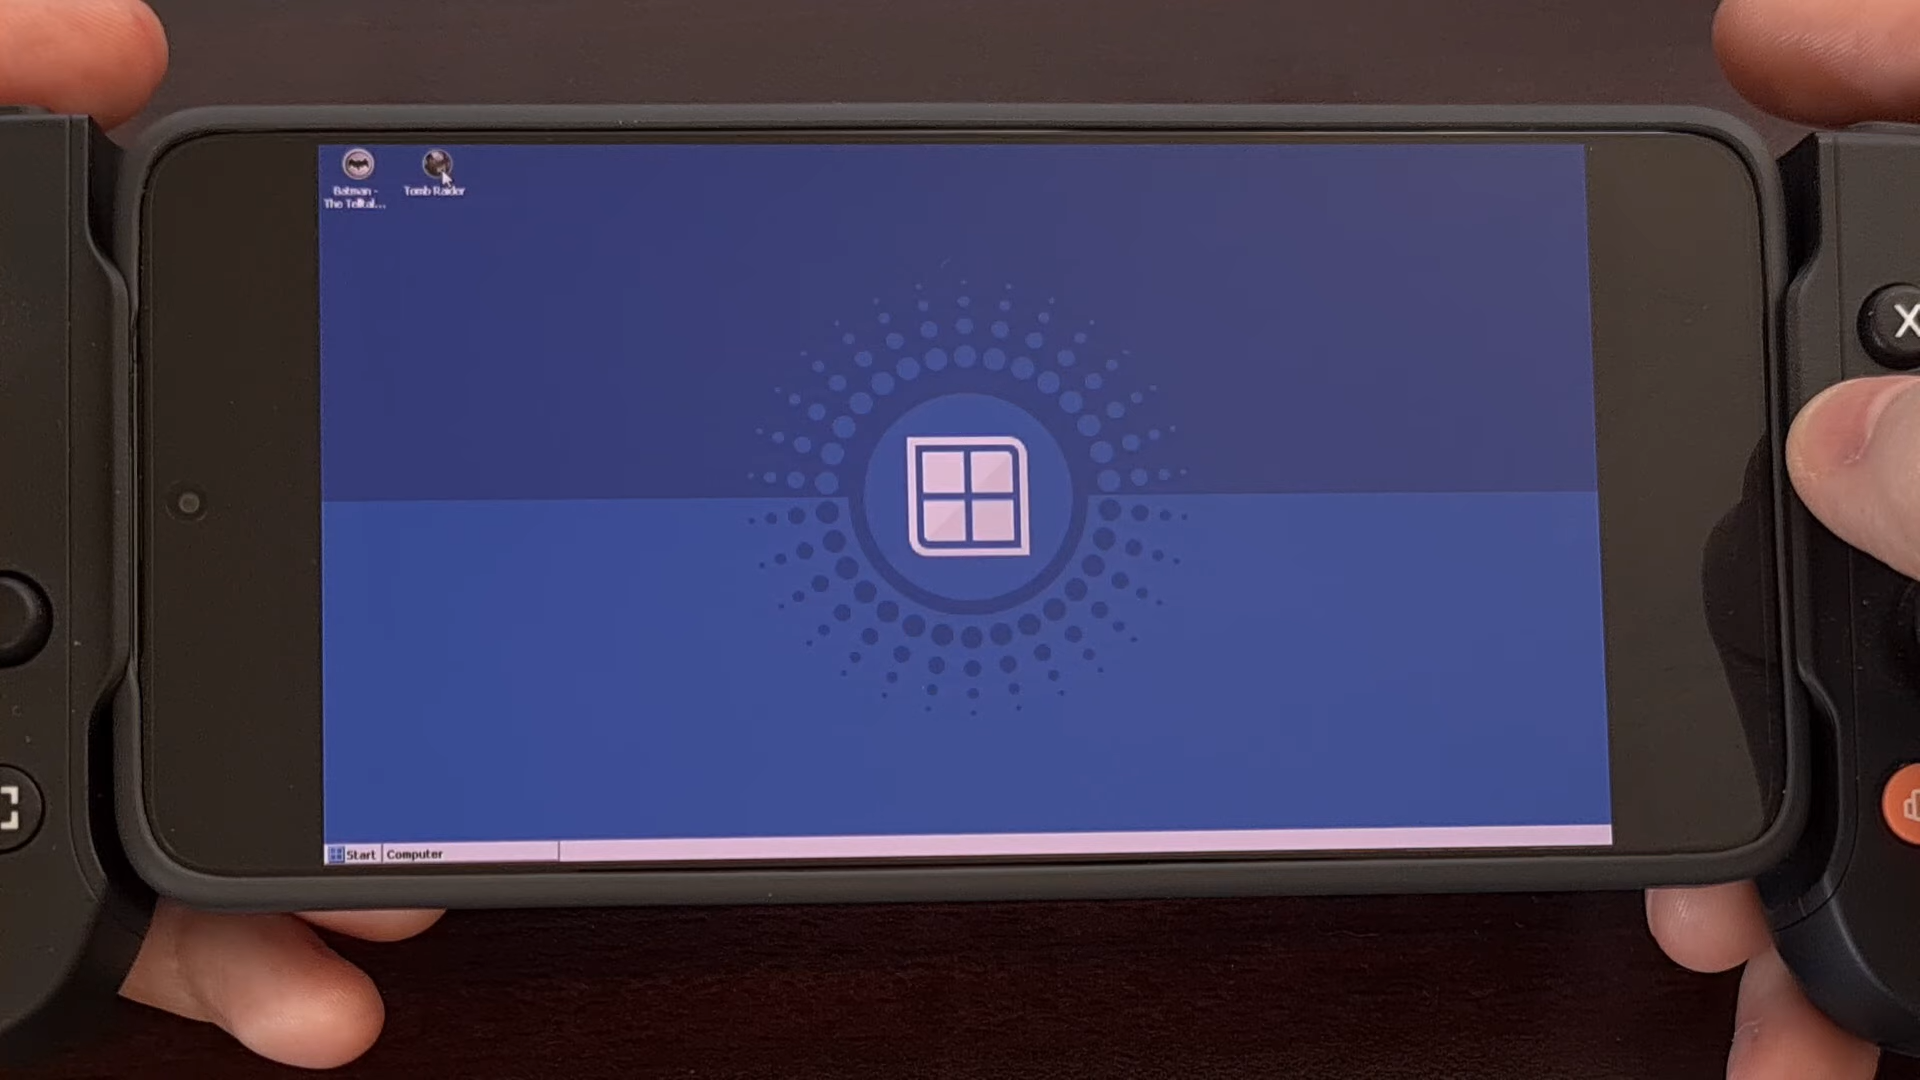 Batman -
The Telltal...
Tomb Raider
X
Start
Computer